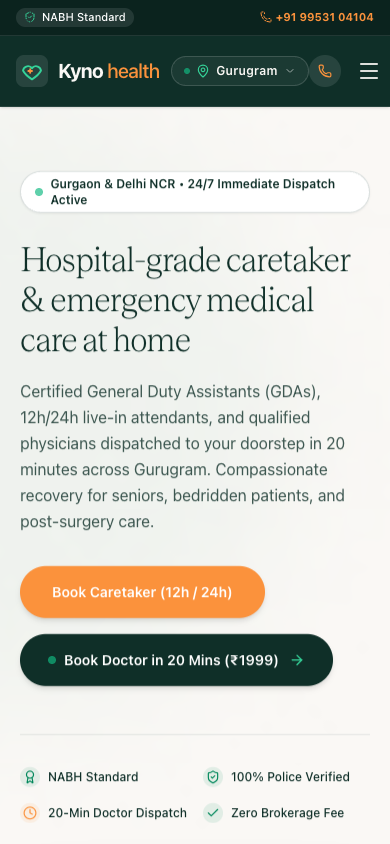 NABH Standard
+91 99531 04104
Kyno health
Gurugram
Gurgaon & Delhi NCR • 24/7 Immediate Dispatch
Active
Hospital-grade caretaker
& emergency medical
care at home
Certified General Duty Assistants (GDAs),
12h/24h live-in attendants, and qualified
physicians dispatched to your doorstep in 20
minutes across Gurugram. Compassionate
recovery for seniors, bedridden patients, and
post-surgery care.
Book Caretaker (12h / 24h)
Book Doctor in 20 Mins (₹1999)
NABH Standard
100% Police Verified
20-Min Doctor Dispatch
Zero Brokerage Fee